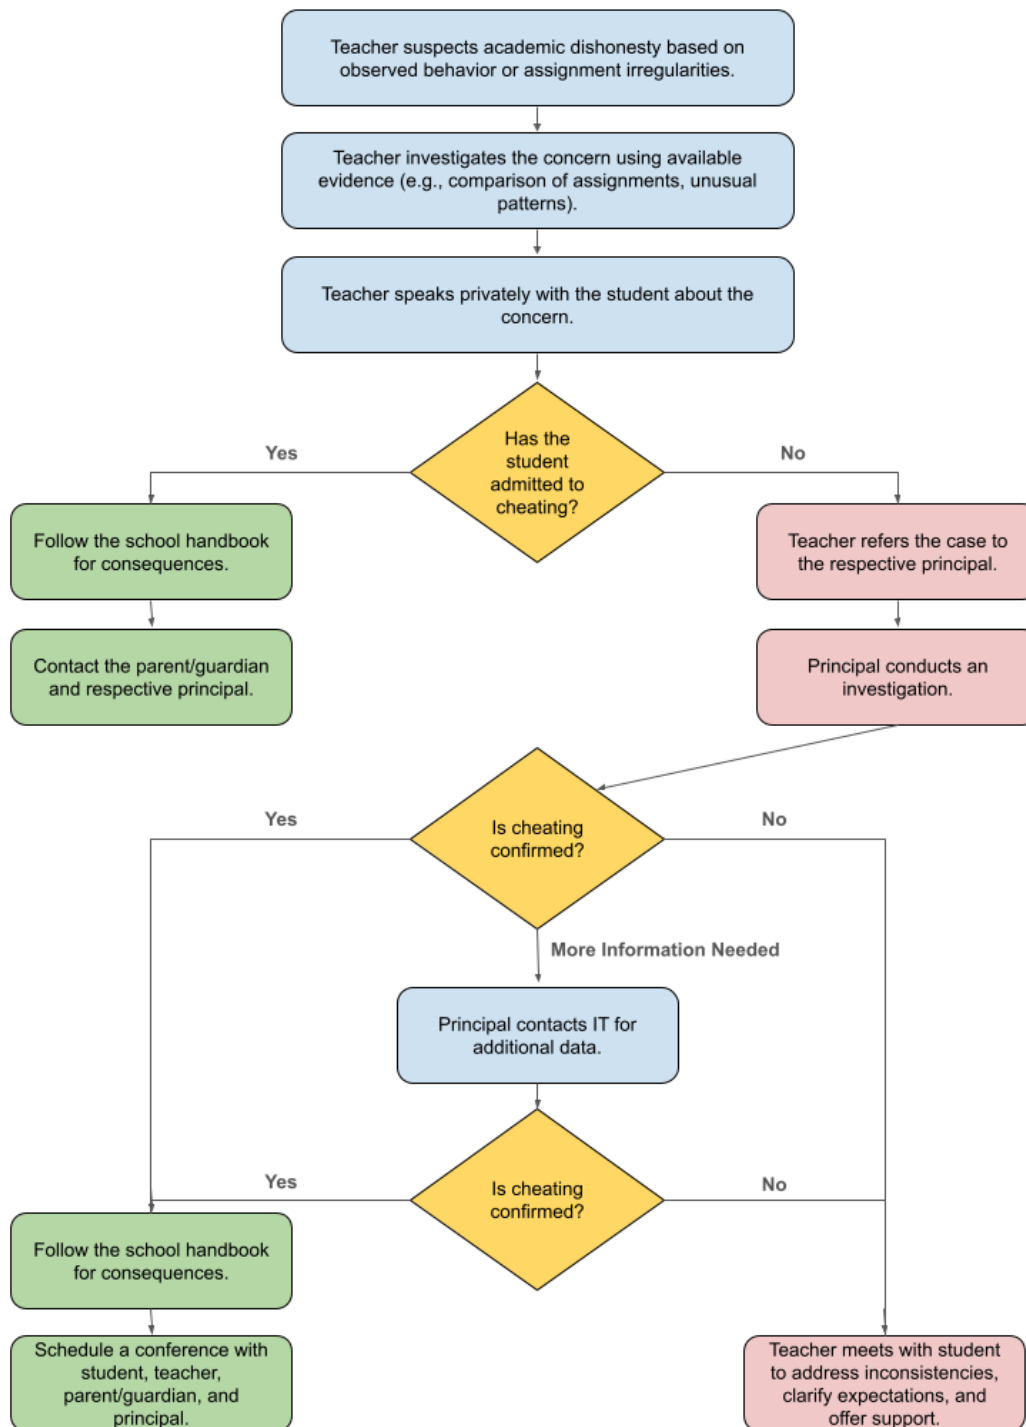 Teacher suspects academic dishonesty based on
observed behavior or assignment irregularities.
Teacher investigates the concern using available
evidence (e.g., comparison of assignments, unusual
patterns).
Teacher speaks privately with the student about the
concern.
Has the
student
admitted to
cheating?
Yes
No
Follow the school handbook
for consequences.
Teacher refers the case to
the respective principal.
Contact the parent/guardian
and respective principal.
Principal conducts an
investigation.
Is cheating
confirmed?
Yes
No
More Information Needed
Principal contacts IT for
additional data.
Is cheating
confirmed?
Yes
No
Follow the school handbook
for consequences.
Schedule a conference with
student, teacher,
parent/guardian, and
principal.
Teacher meets with student
to address inconsistencies,
clarify expectations, and
offer support.